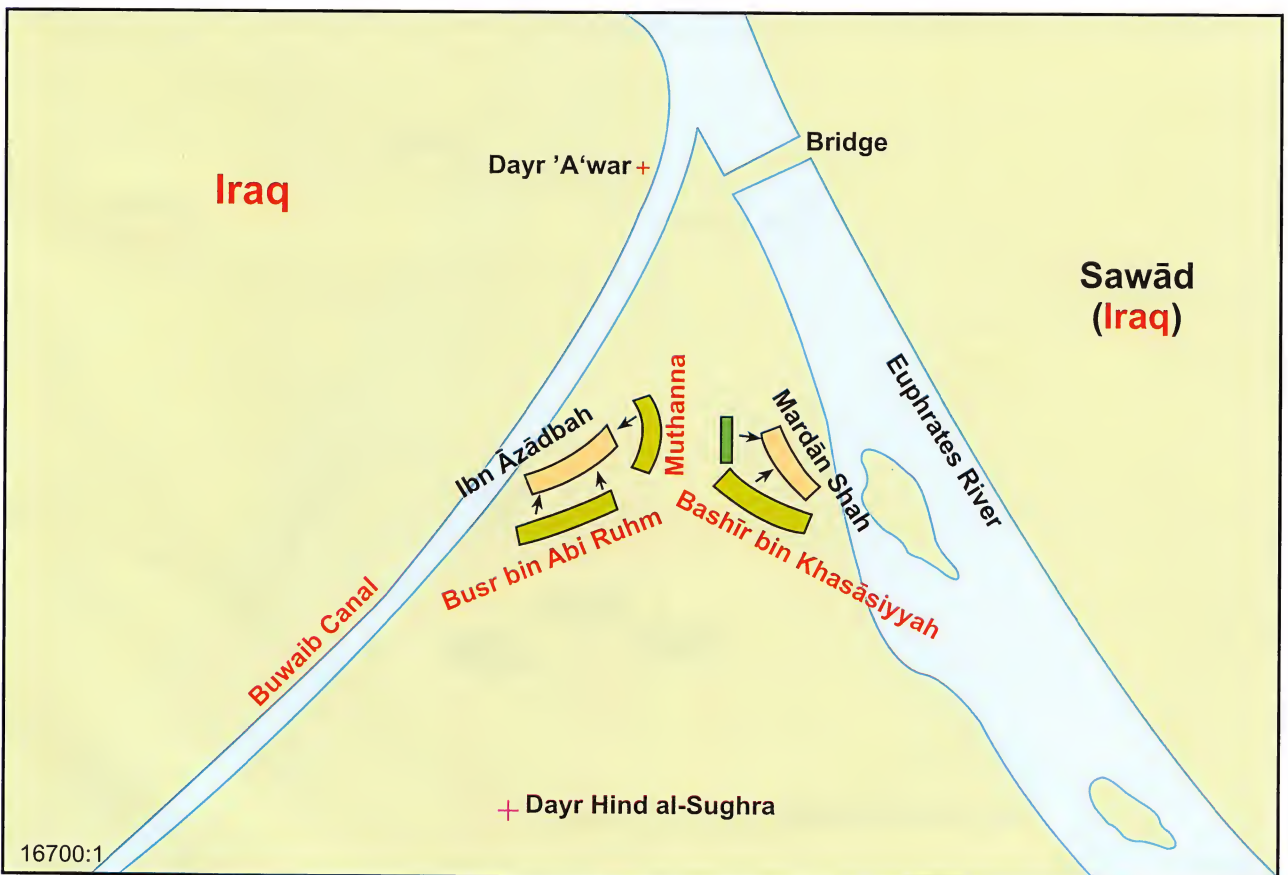 Bridge
Dayr ’A‘war
Iraq
Sawād
(Iraq)
Euphrates River
Muthanna
Mardān Shah
Ibn Āzādbah
Bashīr bin Khasāsiyyah
Busr bin Abi Ruhm
Buwaib Canal
Dayr Hind al-Sughra
16700:1